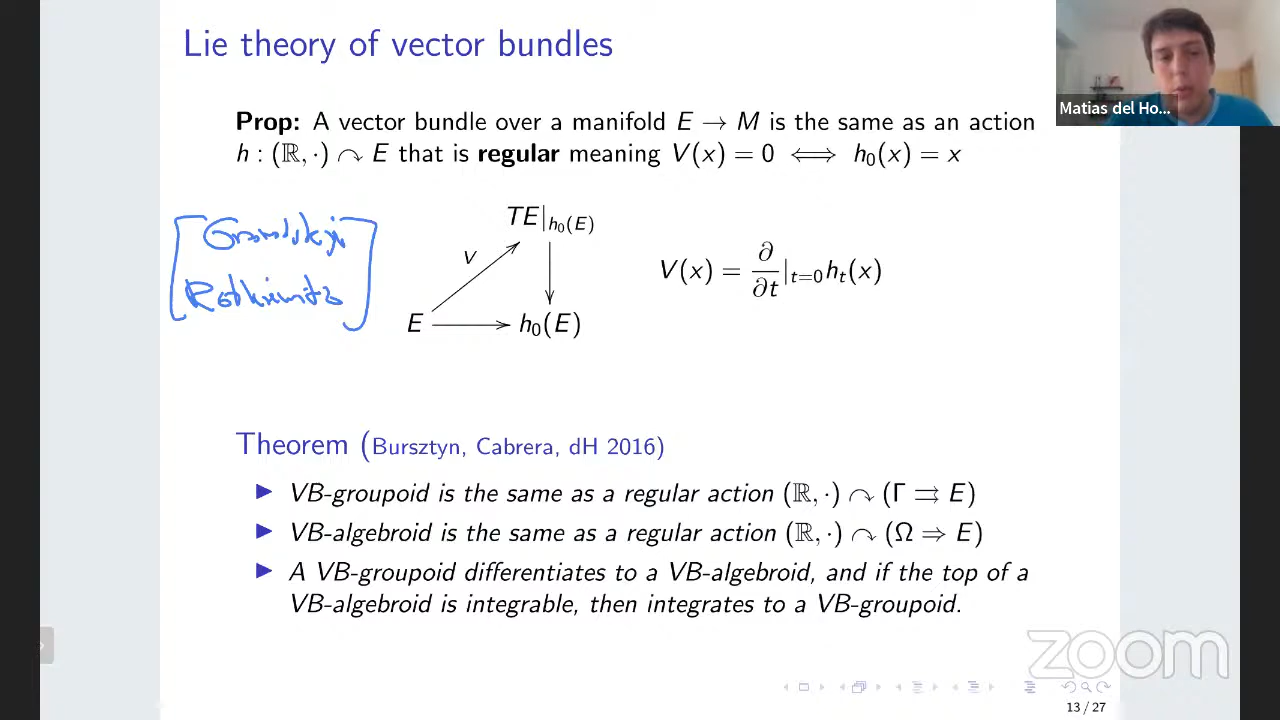 Lie theory of vector bundles
Matias del Ho...
Prop: A vector bundle over a manifold E → M is the same as an action
h : (ℝ, ·) ↷ E that is regular meaning V(x) = 0 ⟺ h₀(x) = x
TE|h₀(E)
V
E
h₀(E)
V(x) = ∂/∂t |t=0 hₜ(x)
Theorem (Bursztyn, Cabrera, dH 2016)
▶ VB-groupoid is the same as a regular action (ℝ, ·) ↷ (Γ ⇉ E)
▶ VB-algebroid is the same as a regular action (ℝ, ·) ↷ (Ω ⇒ E)
▶ A VB-groupoid differentiates to a VB-algebroid, and if the top of a
VB-algebroid is integrable, then integrates to a VB-groupoid.
zoom
13 / 27